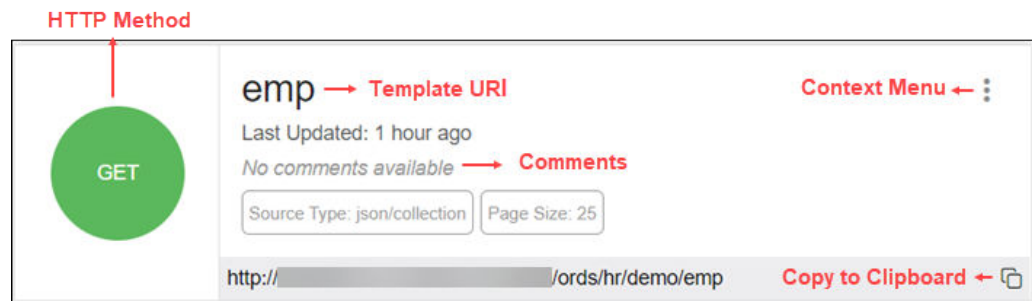 HTTP Method
emp Template URI Context Menu
Last Updated: 1 hour ago
GET
No comments available Comments
Source Type: json/collection Page Size: 25
http:// /ords/hr/demo/emp Copy to Clipboard